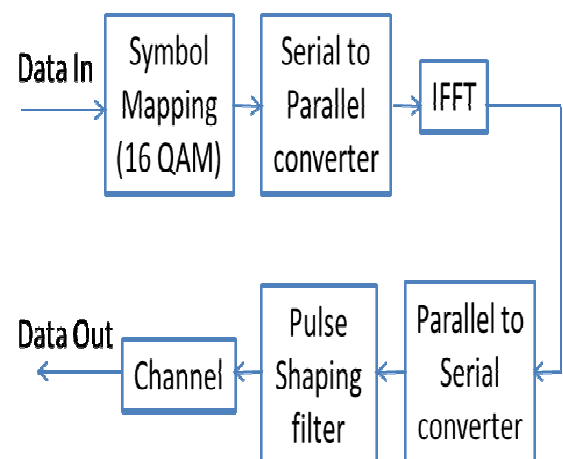 Data In
Symbol
Mapping
(16 QAM)
Serial to
Parallel
converter
IFFT
Parallel to
Serial
converter
Pulse
Shaping
filter
Channel
Data Out